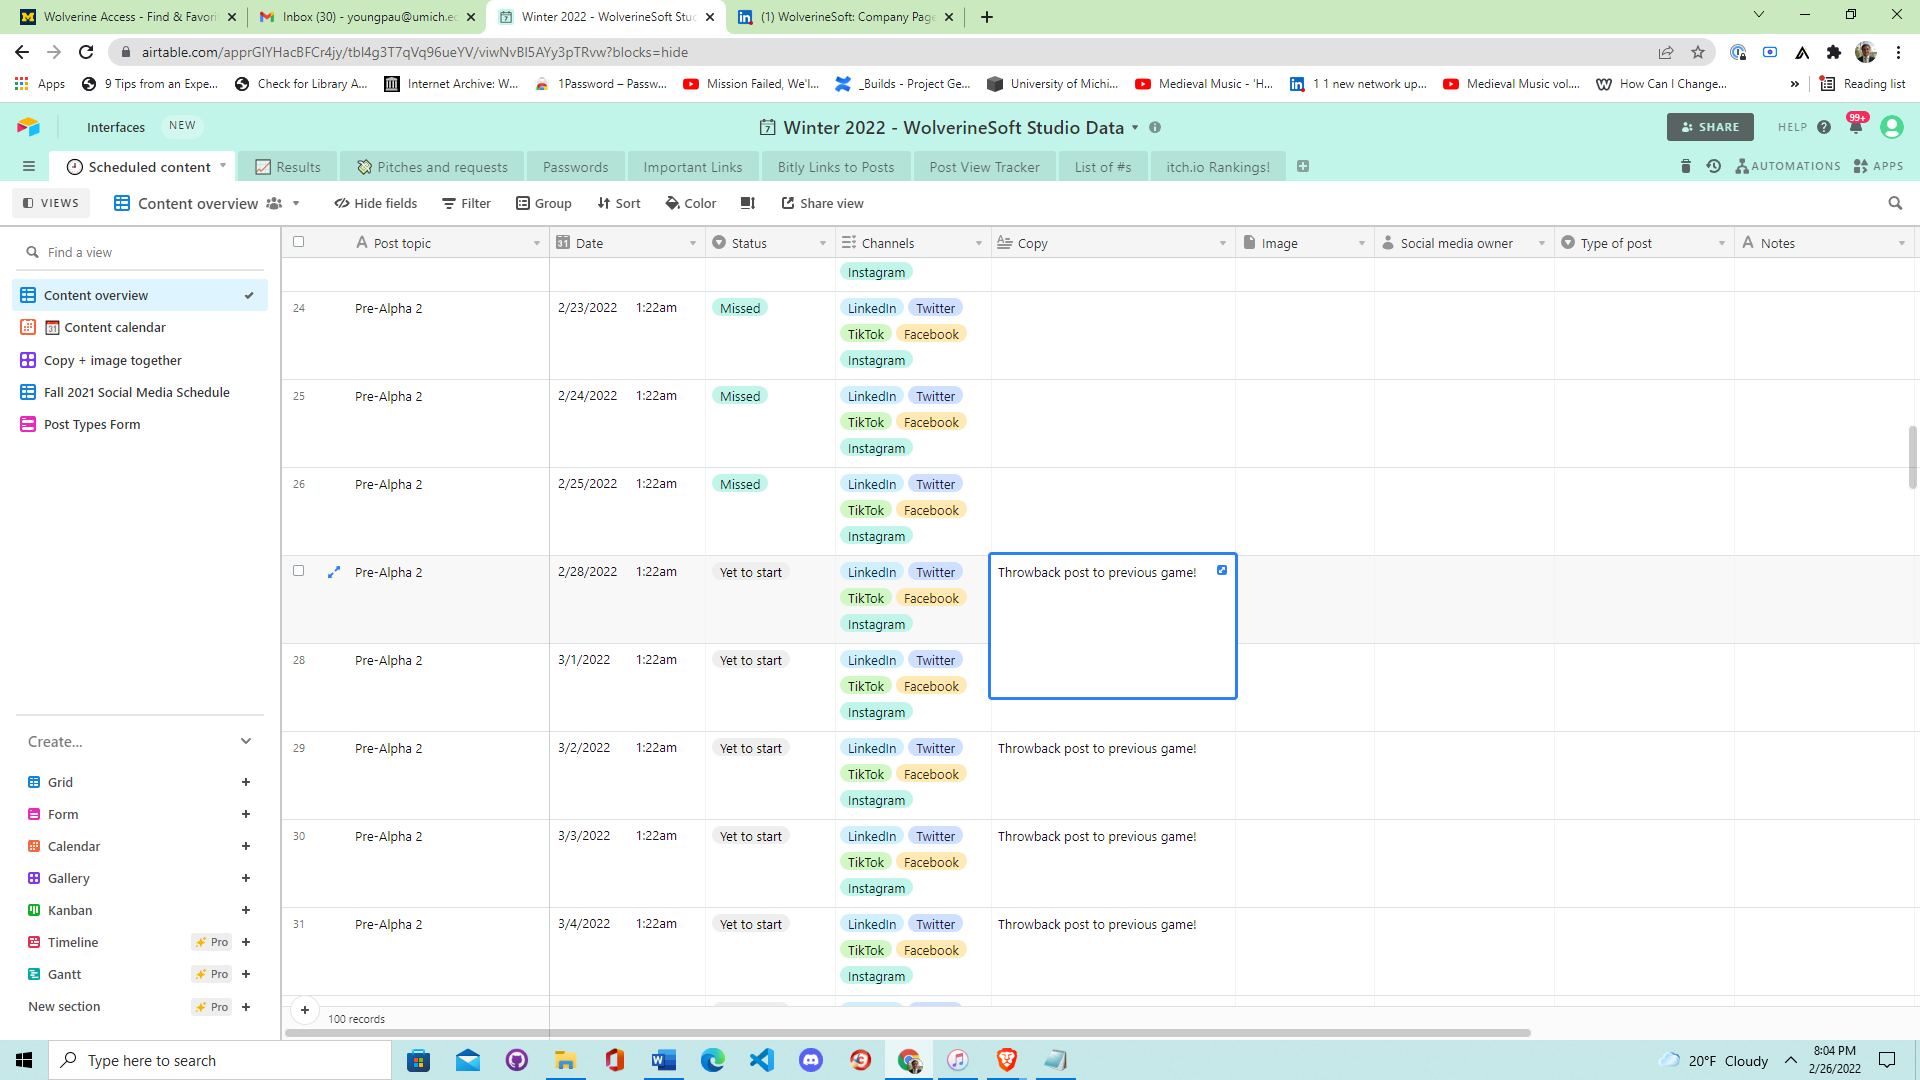 Wolverine Access - Find & Favori
Inbox (30) - youngpau@umich.ed
Winter 2022 - WolverineSoft Stud
(1) WolverineSoft: Company Page
airtable.com/apprGlYHacBFCr4jy/tbl4g3T7qVq96ueYV/viwNvBI5AYy3pTRvw?blocks=hide
Apps
9 Tips from an Expe...
Check for Library A...
Internet Archive: W...
1Password – Passw...
Mission Failed, We'l...
_Builds - Project Ge...
University of Michi...
Medieval Music - 'H...
1 1 new network up...
Medieval Music vol....
How Can I Change...
Reading list
Interfaces
NEW
Winter 2022 - WolverineSoft Studio Data
SHARE
HELP
99+
Scheduled content
Results
Pitches and requests
Passwords
Important Links
Bitly Links to Posts
Post View Tracker
List of #s
itch.io Rankings!
AUTOMATIONS
APPS
VIEWS
Content overview
Hide fields
Filter
Group
Sort
Color
Share view
Find a view
Content overview
Content calendar
Copy + image together
Fall 2021 Social Media Schedule
Post Types Form
Create...
Grid
Form
Calendar
Gallery
Kanban
Timeline
Pro
Gantt
Pro
New section
Pro
Post topic
Date
Status
Channels
Copy
Image
Social media owner
Type of post
Notes
Instagram
24 Pre-Alpha 2 2/23/2022 1:22am Missed LinkedIn Twitter
TikTok Facebook
Instagram
25 Pre-Alpha 2 2/24/2022 1:22am Missed LinkedIn Twitter
TikTok Facebook
Instagram
26 Pre-Alpha 2 2/25/2022 1:22am Missed LinkedIn Twitter
TikTok Facebook
Instagram
Pre-Alpha 2 2/28/2022 1:22am Yet to start LinkedIn Twitter Throwback post to previous game!
TikTok Facebook
Instagram
28 Pre-Alpha 2 3/1/2022 1:22am Yet to start LinkedIn Twitter
TikTok Facebook
Instagram
29 Pre-Alpha 2 3/2/2022 1:22am Yet to start LinkedIn Twitter Throwback post to previous game!
TikTok Facebook
Instagram
30 Pre-Alpha 2 3/3/2022 1:22am Yet to start LinkedIn Twitter Throwback post to previous game!
TikTok Facebook
Instagram
31 Pre-Alpha 2 3/4/2022 1:22am Yet to start LinkedIn Twitter Throwback post to previous game!
TikTok Facebook
Instagram
100 records
Type here to search
20°F Cloudy
8:04 PM
2/26/2022